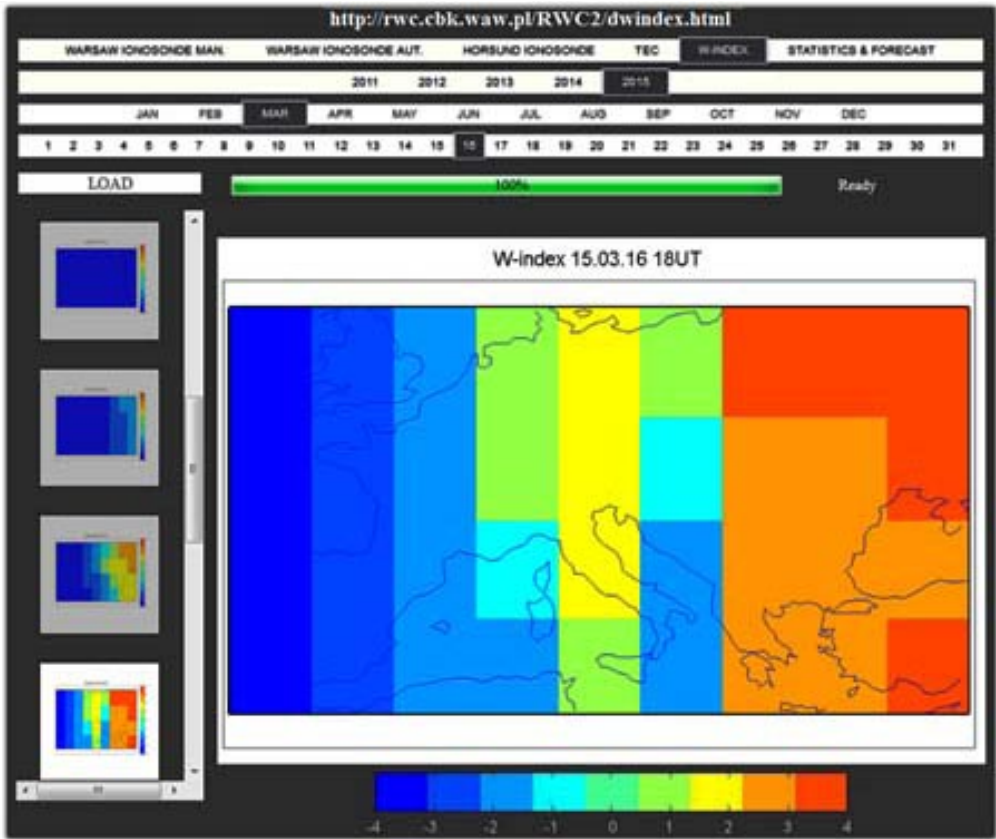 http://rwc.cbk.waw.pl/RWC2/dwindex.html
WARSAW IONOSONDE MAN. WARSAW IONOSONDE AUT. HORSUND IONOSONDE TEC W-INDEX STATISTICS & FORECAST
2011 2012 2013 2014 2015
JAN FEB MAR APR MAY JUN JUL AUG SEP OCT NOV DEC
1 2 3 4 5 6 7 8 9 10 11 12 13 14 15 16 17 18 19 20 21 22 23 24 25 26 27 28 29 30 31
LOAD 100% Ready
W-index 15.03.16 18UT
-4 -3 -2 -1 0 1 2 3 4